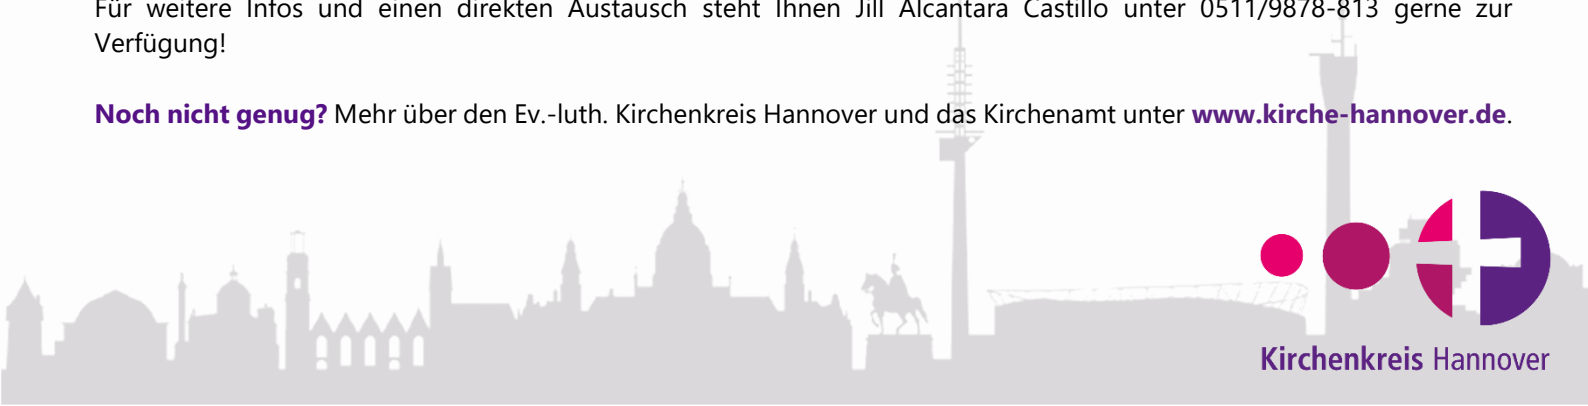 Für weitere Infos und einen direkten Austausch steht Ihnen Jill Alcantara Castillo unter 0511/9878-813 gerne zur
Verfügung!
Noch nicht genug? Mehr über den Ev.-luth. Kirchenkreis Hannover und das Kirchenamt unter www.kirche-hannover.de.
Kirchenkreis Hannover